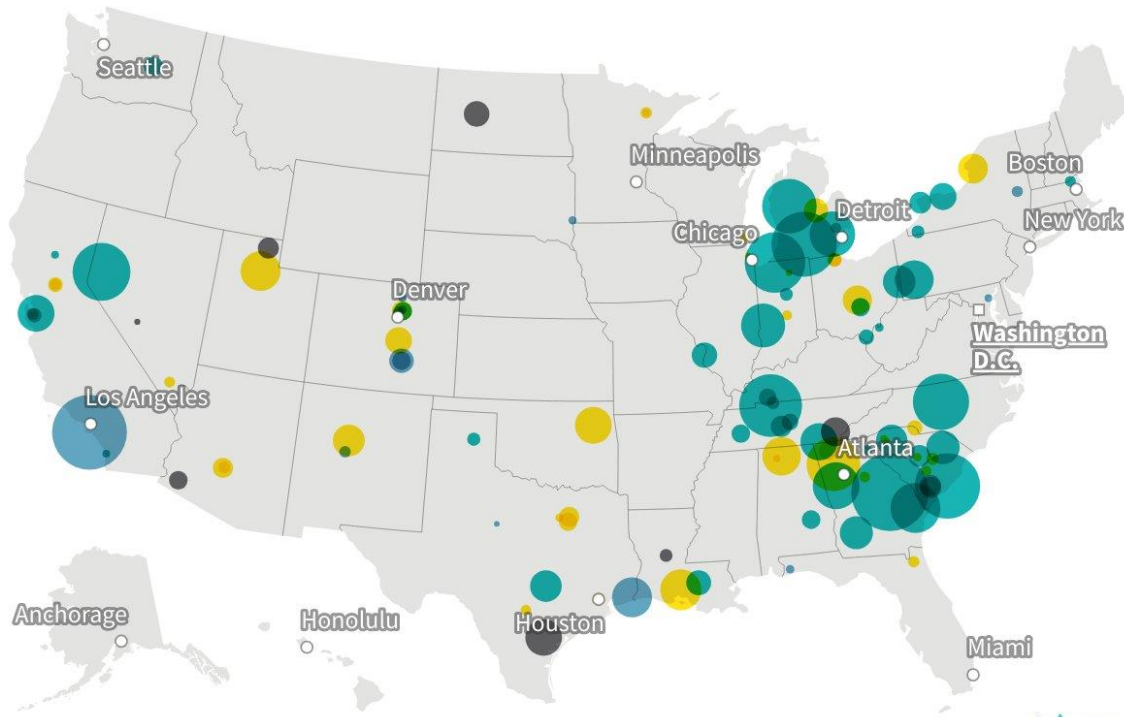 Seattle
Minneapolis
Boston
Detroit
New York
Chicago
Denver
Washington
D.C.
Los Angeles
Atlanta
Anchorage
Honolulu
Houston
Miami